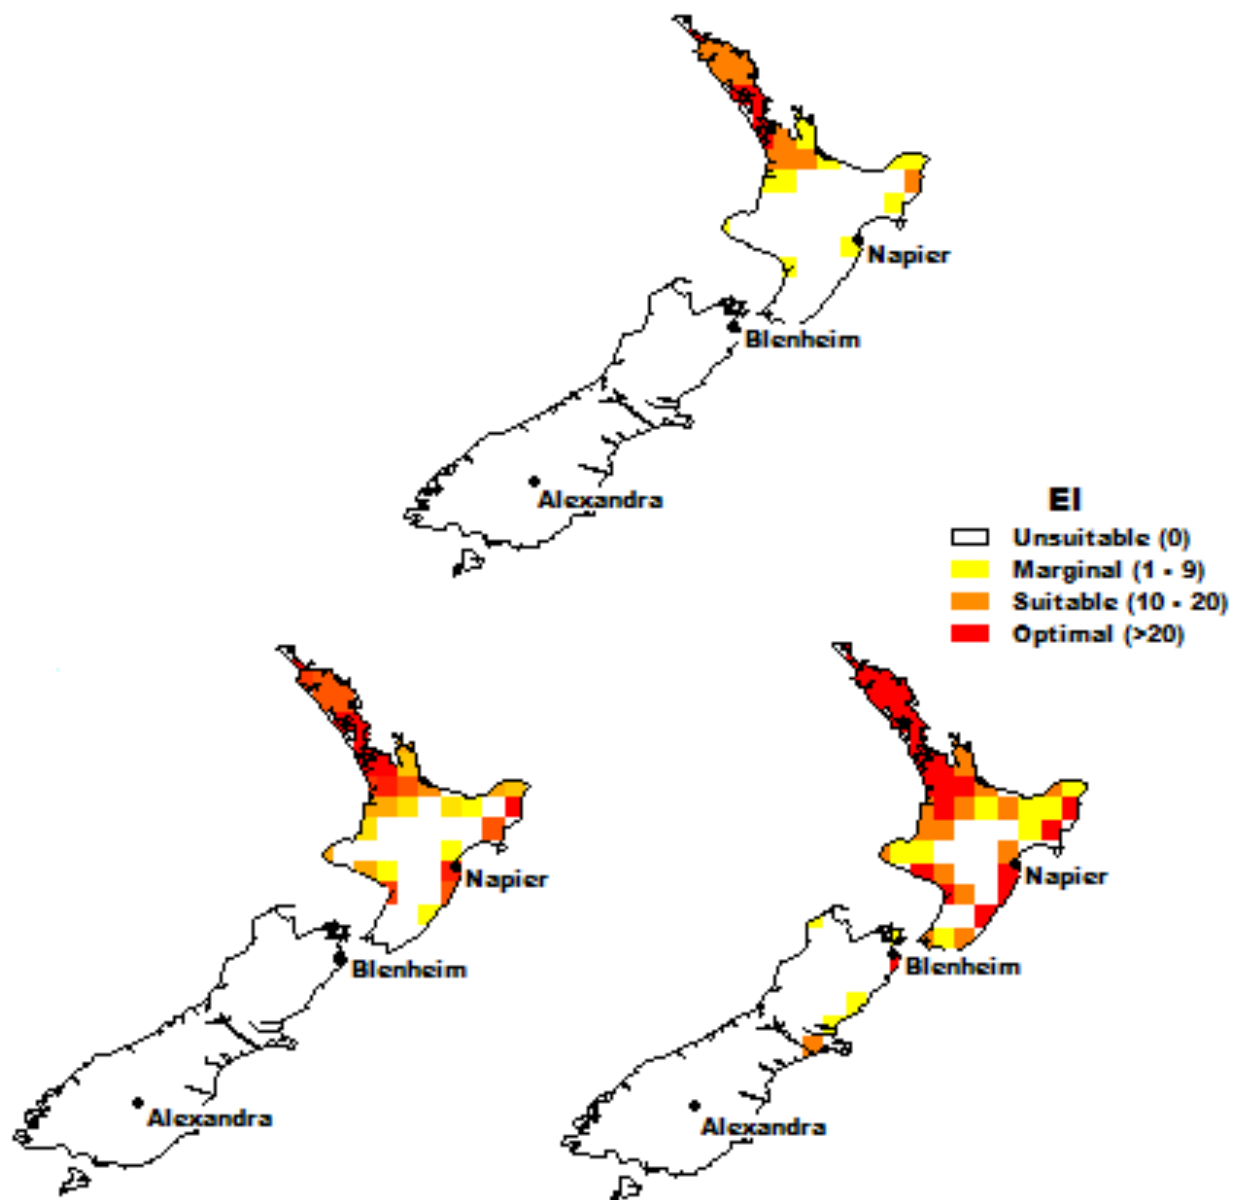 Napier
Blenheim
Alexandra
EI
Unsuitable (0)
Marginal (1 - 9)
Suitable (10 - 20)
Optimal (>20)
Napier
Blenheim
Alexandra
Napier
Blenheim
Alexandra